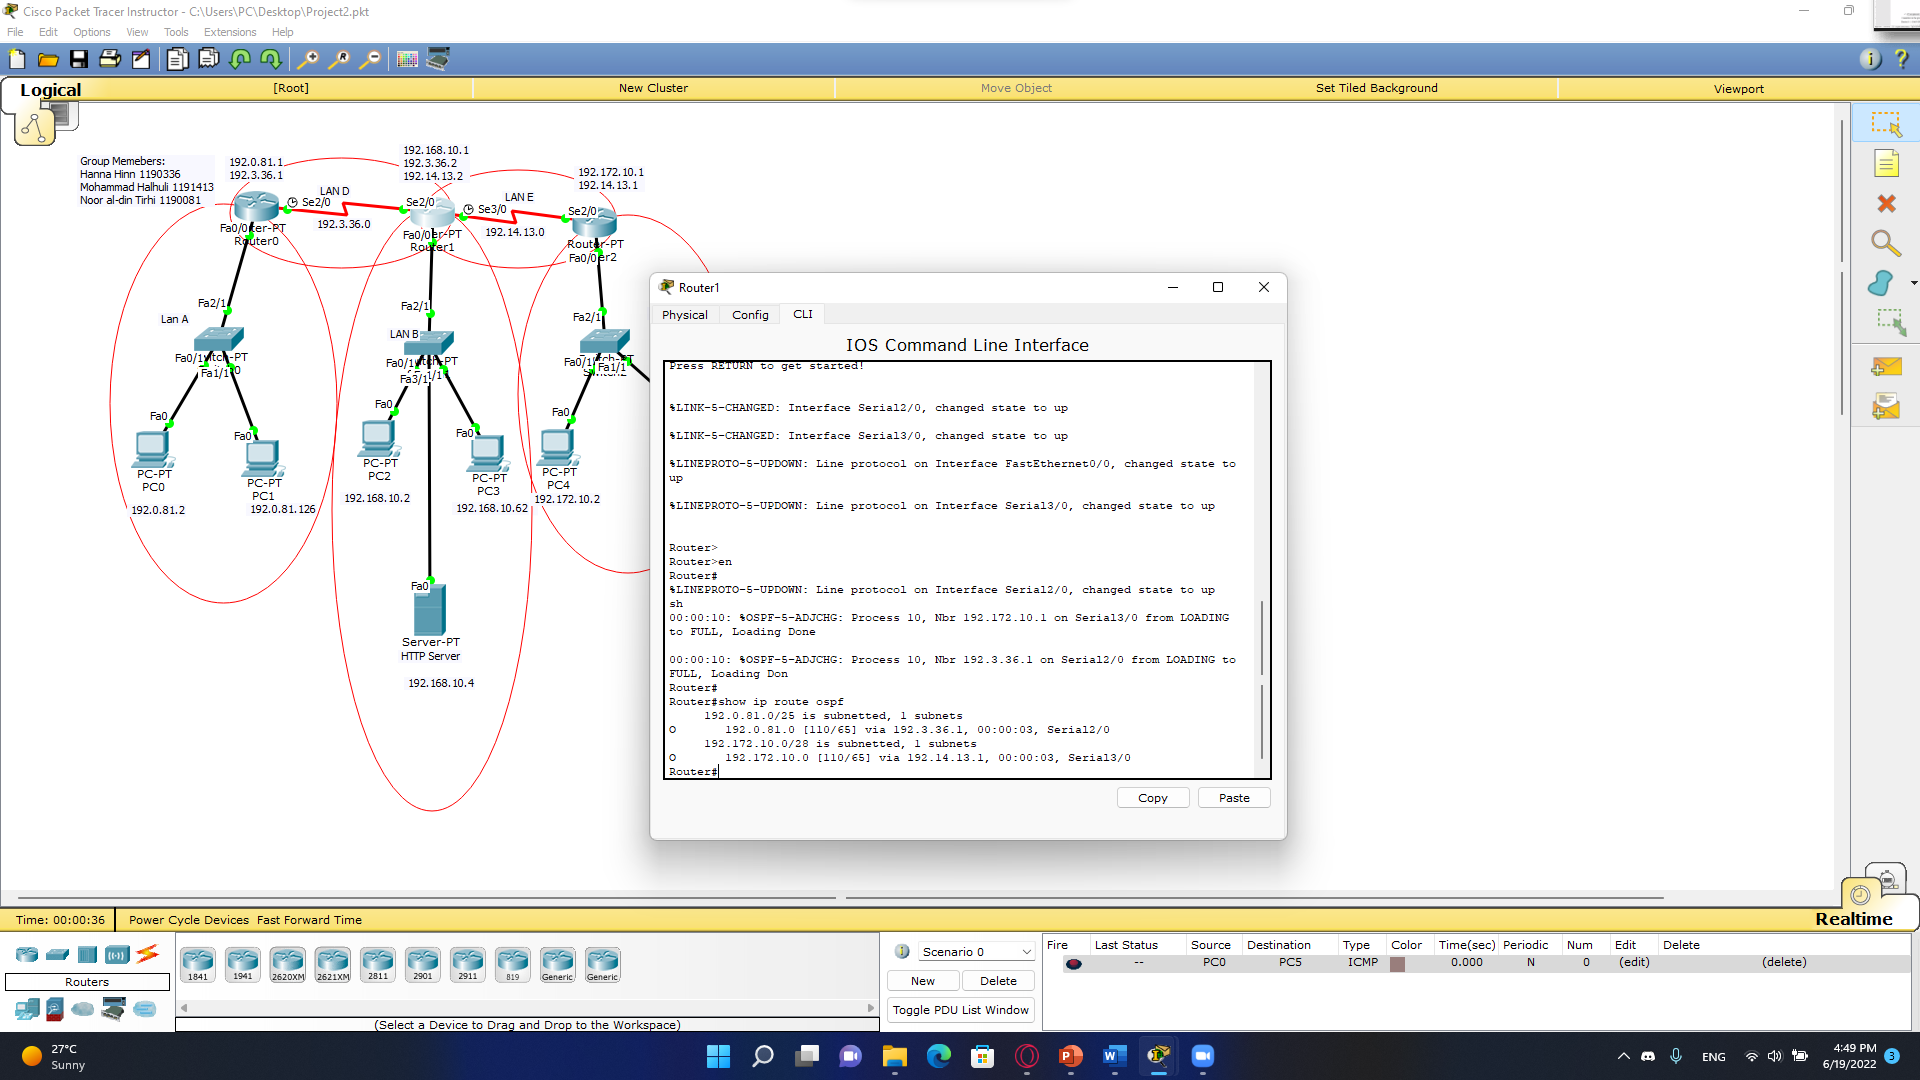 Cisco Packet Tracer Instructor - C:\Users\PC\Desktop\Project2.pkt
File Edit Options View Tools Extensions Help
Logical
[Root]
New Cluster
Move Object
Set Tiled Background
Viewport
Group Memebers:
Hanna Hinn 1190336
Mohammad Halhuli 1191413
Noor al-din Tirhi 1190081
192.0.81.1
192.3.36.1
192.168.10.1
192.3.36.2
192.14.13.2
192.172.10.1
192.14.13.1
LAN D
LAN E
Se2/0
Se2/0
Se3/0
Se2/0
192.3.36.0
192.14.13.0
Fa0/0
Router0
Fa0/0
Router1
Router-PT
Fa0/0
Fa2/1
Lan A
Fa2/1
LAN B
Fa2/1
Fa0/1
Fa1/1
Fa0/1
Fa3/1
Fa0/1
Fa1/1
Fa0
Fa0
Fa0
Fa0
Fa0
PC-PT
PC0
PC-PT
PC1
PC-PT
PC2
PC-PT
PC3
PC-PT
PC4
192.0.81.2
192.0.81.126
192.168.10.2
192.168.10.62
192.172.10.2
Fa0
Server-PT
HTTP Server
192.168.10.4
Router1
Physical Config CLI
IOS Command Line Interface
Press RETURN to get started!
%LINK-5-CHANGED: Interface Serial2/0, changed state to up
%LINK-5-CHANGED: Interface Serial3/0, changed state to up
%LINEPROTO-5-UPDOWN: Line protocol on Interface FastEthernet0/0, changed state to
up
%LINEPROTO-5-UPDOWN: Line protocol on Interface Serial3/0, changed state to up
Router>
Router>en
Router#
%LINEPROTO-5-UPDOWN: Line protocol on Interface Serial2/0, changed state to up
sh
00:00:10: %OSPF-5-ADJCHG: Process 10, Nbr 192.172.10.1 on Serial3/0 from LOADING
to FULL, Loading Done
00:00:10: %OSPF-5-ADJCHG: Process 10, Nbr 192.3.36.1 on Serial2/0 from LOADING to
FULL, Loading Don
Router#
Router#show ip route ospf
192.0.81.0/25 is subnetted, 1 subnets
O 192.0.81.0 [110/65] via 192.3.36.1, 00:00:03, Serial2/0
192.172.10.0/28 is subnetted, 1 subnets
O 192.172.10.0 [110/65] via 192.14.13.1, 00:00:03, Serial3/0
Router#
Copy Paste
Time: 00:00:36 Power Cycle Devices Fast Forward Time
Realtime
Routers
1841 1941 2620XM 2621XM 2811 2901 2911 819 Generic Generic
(Select a Device to Drag and Drop to the Workspace)
Scenario 0
New Delete
Toggle PDU List Window
Fire Last Status Source Destination Type Color Time(sec) Periodic Num Edit Delete
-- PC0 PC5 ICMP 0.000 N 0 (edit) (delete)
27°C
Sunny
ENG
4:49 PM
6/19/2022
3